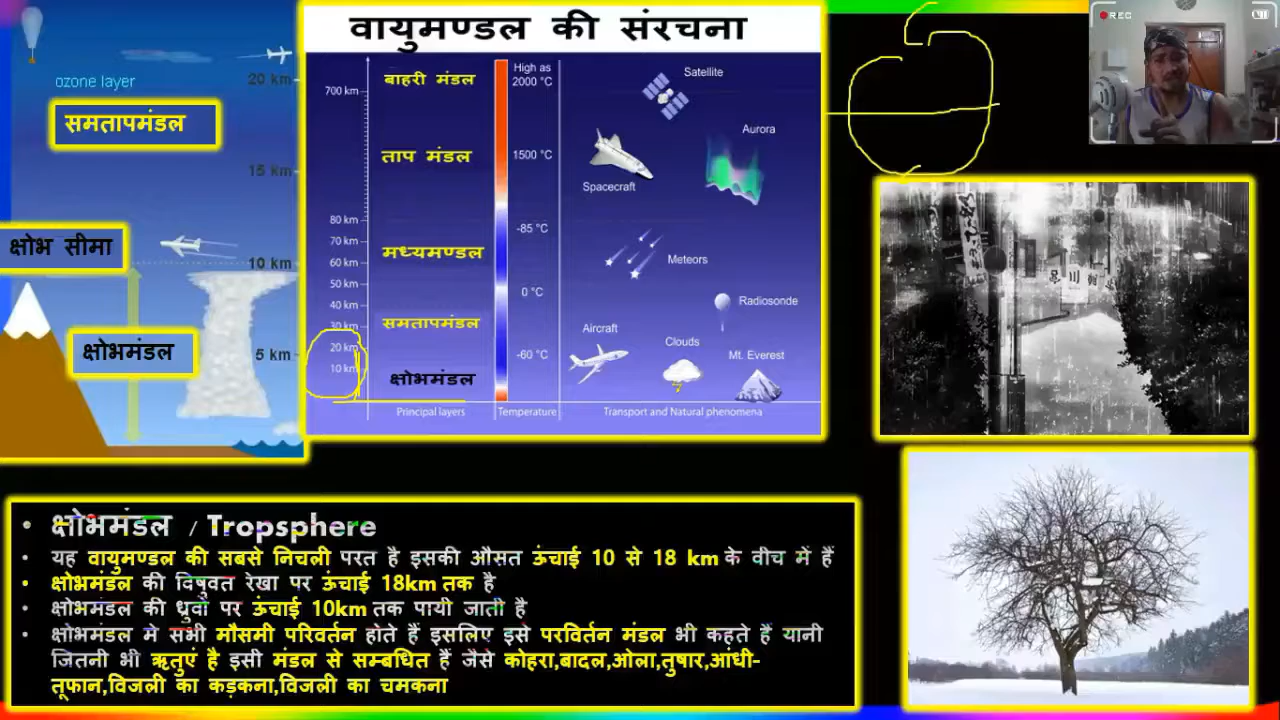 वायुमण्डल की संरचना
REC
ozone layer
20 km
समतापमंडल
15 km
क्षोभ सीमा
10 km
क्षोभमंडल
5 km
700 km
बाहरी मंडल
High as
2000 °C
Satellite
ताप मंडल
1500 °C
Spacecraft
Aurora
80 km
70 km
60 km
50 km
40 km
30 km
20 km
10 km
मध्यमण्डल
-85 °C
Meteors
0 °C
Radiosonde
समतापमंडल
-60 °C
Aircraft
Clouds
Mt. Everest
क्षोभमंडल
Principal layers
Temperature
Transport and Natural phenomena
• क्षोभमंडल / Tropsphere
• यह वायुमण्डल की सबसे निचली परत है इसकी औसत ऊंचाई 10 से 18 km के वीच में हैं
• क्षोभमंडल की विषुवत रेखा पर ऊंचाई 18km तक है
• क्षोभमंडल की ध्रुवों पर ऊंचाई 10km तक पायी जाती है
• क्षोभमंडल मे सभी मौसमी परिवर्तन होते हैं इसलिए इसे परविर्तन मंडल भी कहते हैं यानी
जितनी भी ऋतुएं है इसी मंडल से सम्बधित हैं जैसे कोहरा,बादल,ओला,तुषार,आंधी-
तूफान,विजली का कड़कना,विजली का चमकना